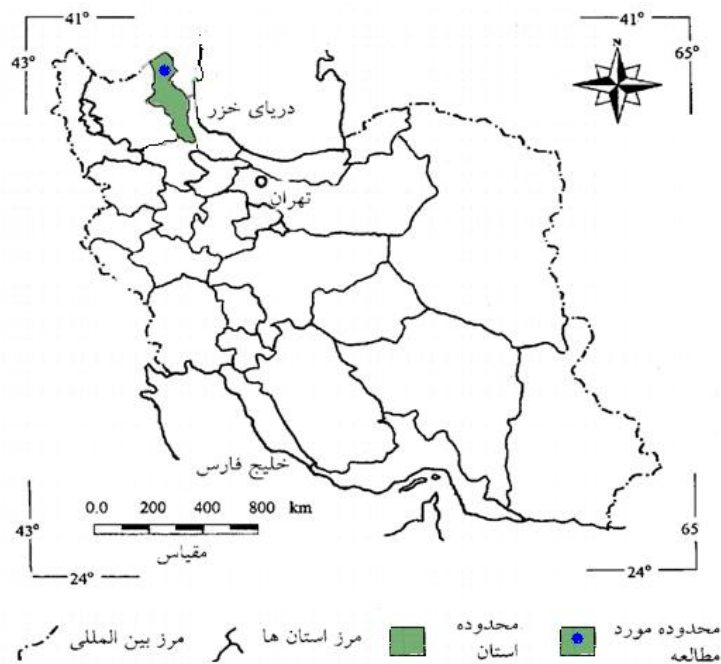 41°
41°
43°
65°
N
دریای خزر
تهران
خلیج فارس
0.0 200 400 600 800 km
مقیاس
43°
65
24°
24°
محدوده مورد مطالعه
محدوده استان
مرز استان ها
مرز بین المللی